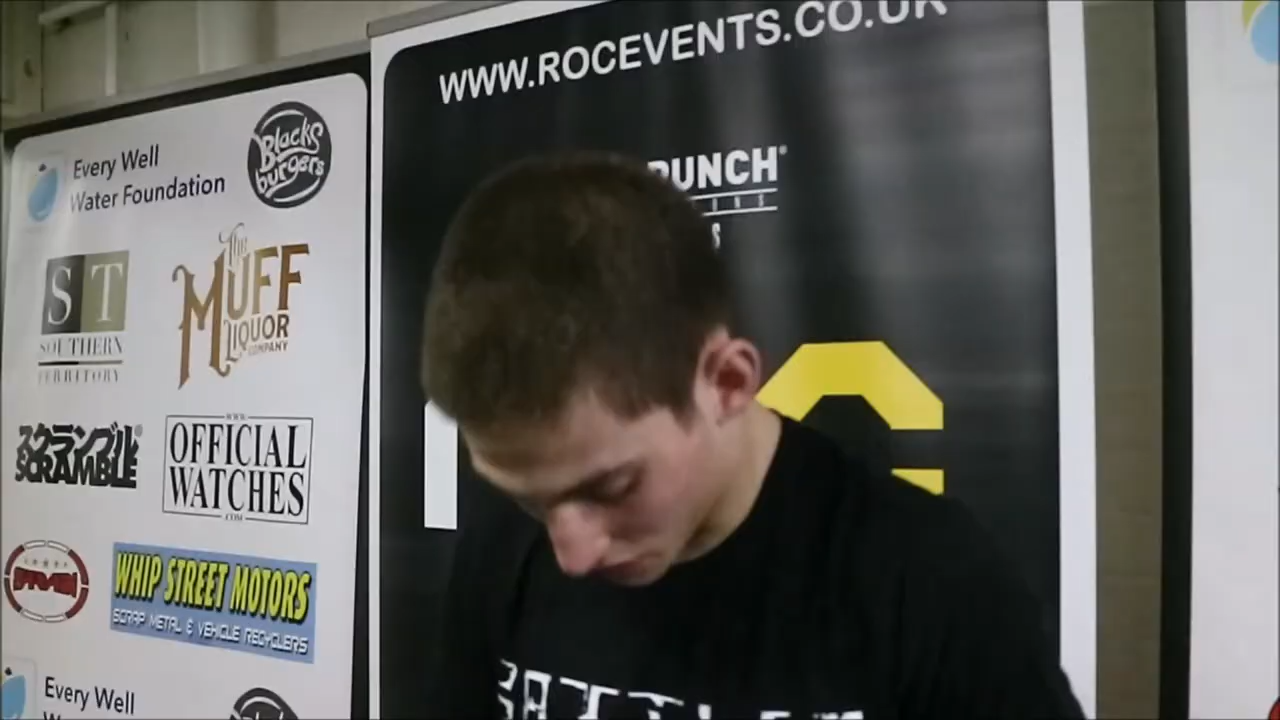 WWW.ROCEVENTS.CO.UK
PUNCH
Every Well
Water Foundation
Blacks
burgers
ST
SOUTHERN
TERRITORY
The
MUFF
LIQUOR
COMPANY
スクランブル
SCRAMBLE
WWW.
OFFICIAL
WATCHES
.COM
WHIP STREET MOTORS
SCRAP METAL & VEHICLE RECYCLERS
Every Well